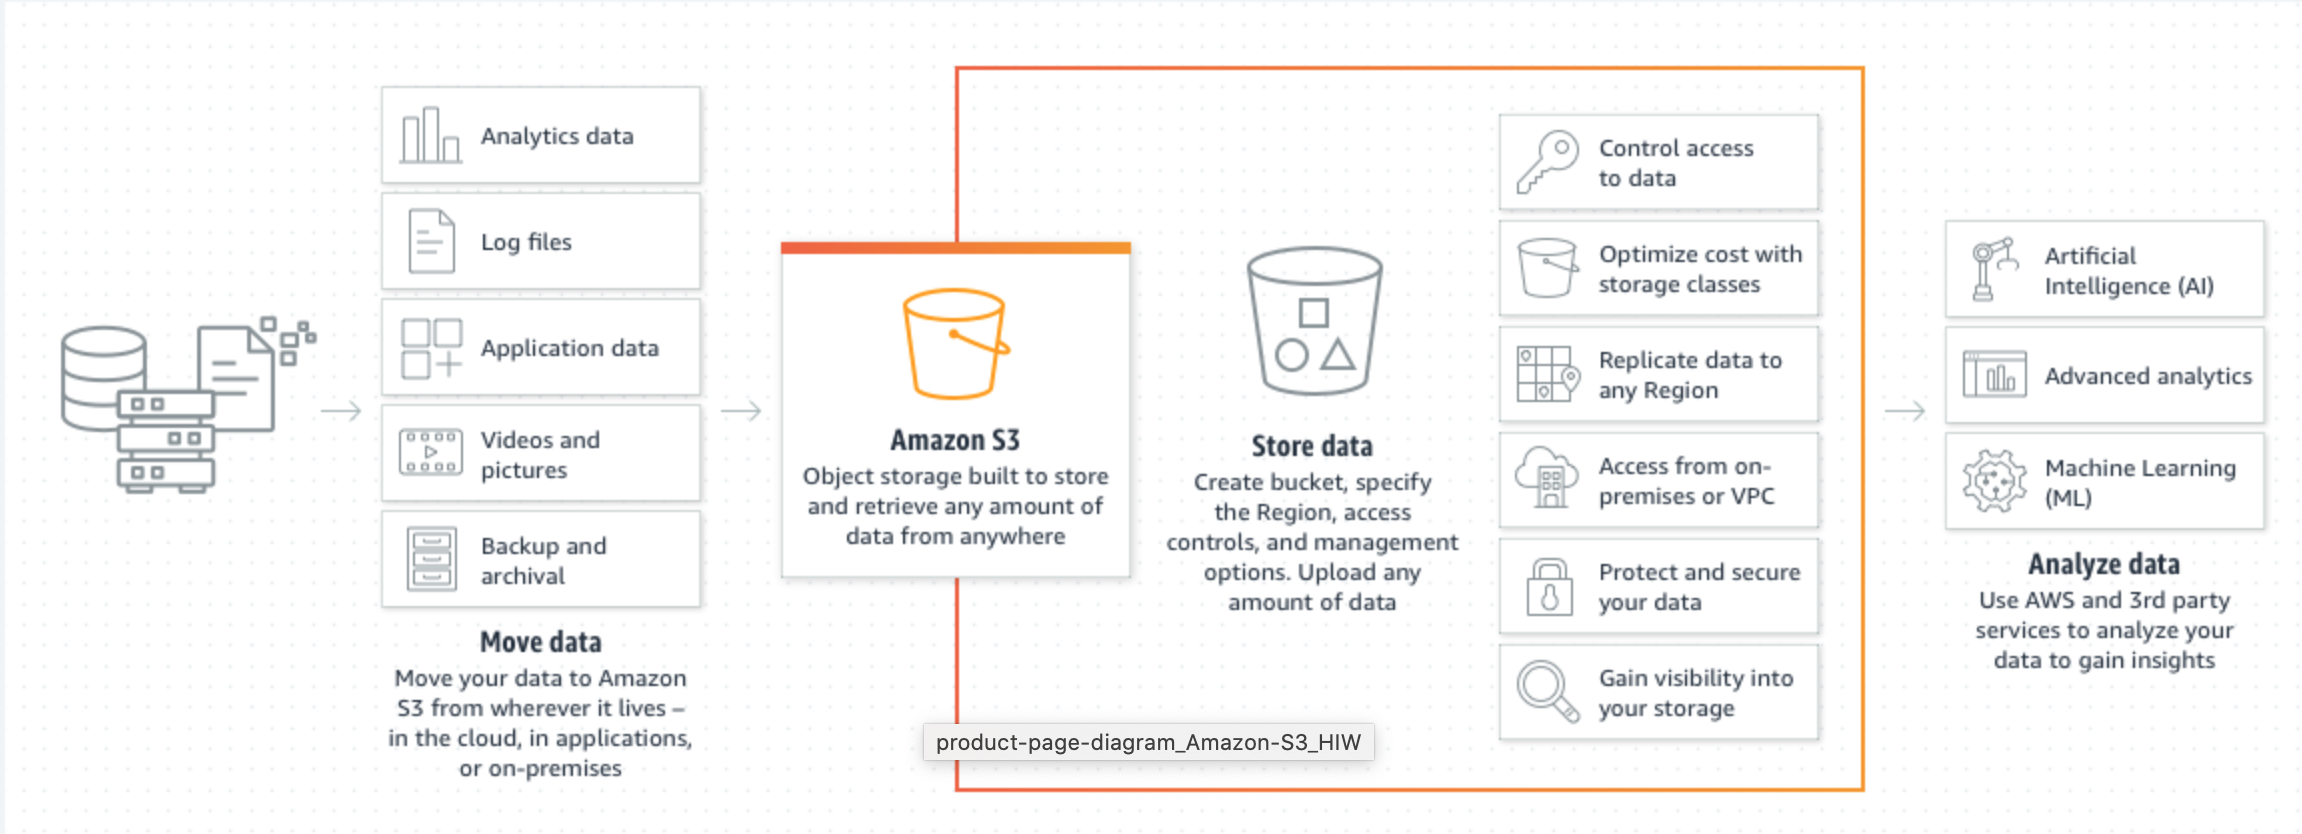 Analytics data
Log files
Application data
Videos and
pictures
Backup and
archival
Move data
Move your data to Amazon
S3 from wherever it lives –
in the cloud, in applications,
or on-premises
Amazon S3
Object storage built to store
and retrieve any amount of
data from anywhere
Store data
Create bucket, specify
the Region, access
controls, and management
options. Upload any
amount of data
product-page-diagram_Amazon-S3_HIW
Control access
to data
Optimize cost with
storage classes
Replicate data to
any Region
Access from on-
premises or VPC
Protect and secure
your data
Gain visibility into
your storage
Artificial
Intelligence (AI)
Advanced analytics
Machine Learning
(ML)
Analyze data
Use AWS and 3rd party
services to analyze your
data to gain insights